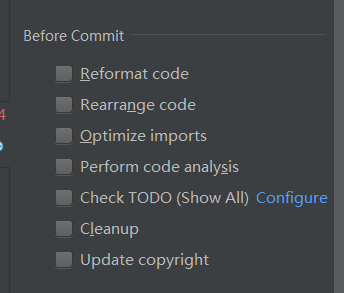 Before Commit
Reformat code
Rearrange code
Optimize imports
Perform code analysis
Check TODO (Show All) Configure
Cleanup
Update copyright
4